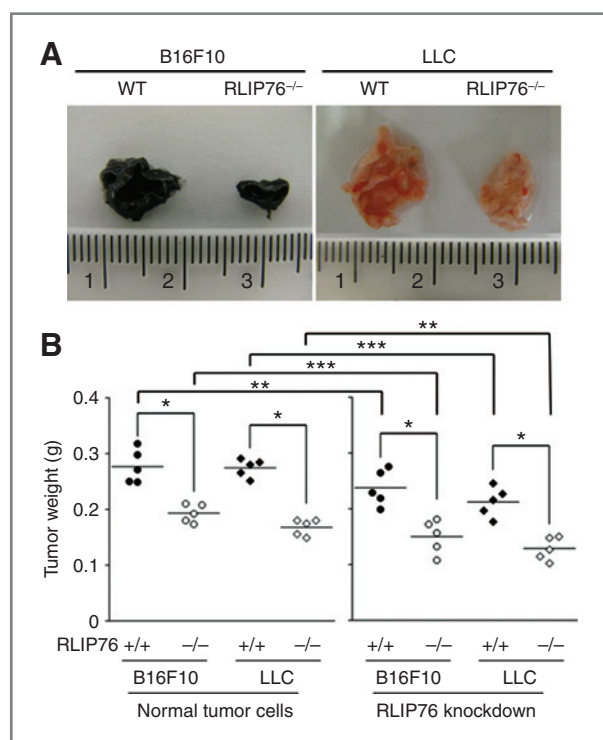 A
B16F10
LLC
WT
RLIP76–/–
WT
RLIP76–/–
1 2 3
1 2 3
B
**
***
***
**
*
*
*
*
0.4
0.3
0.2
0.1
0
Tumor weight (g)
RLIP76 +/+ –/– +/+ –/– +/+ –/– +/+ –/–
B16F10 LLC B16F10 LLC
Normal tumor cells RLIP76 knockdown